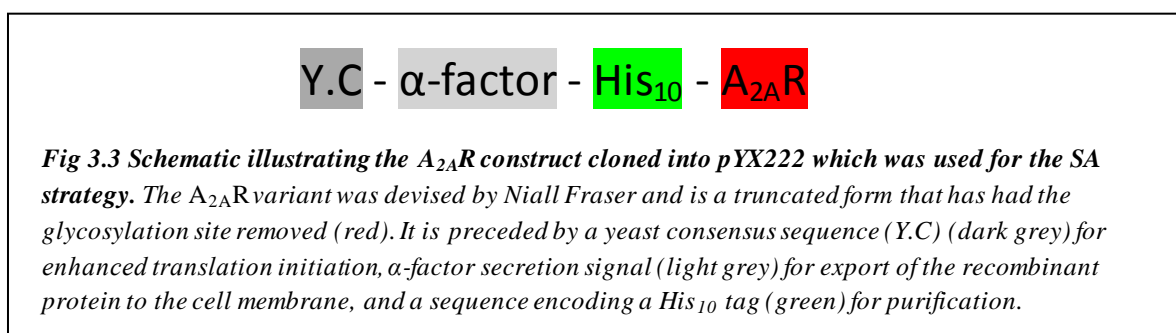 Y.C - α-factor - His₁₀ - A₂ₐR
Fig 3.3 Schematic illustrating the A₂ₐR construct cloned into pYX222 which was used for the SA
strategy. The A₂ₐR variant was devised by Niall Fraser and is a truncated form that has had the
glycosylation site removed (red). It is preceded by a yeast consensus sequence (Y.C) (dark grey) for
enhanced translation initiation, α-factor secretion signal (light grey) for export of the recombinant
protein to the cell membrane, and a sequence encoding a His₁₀ tag (green) for purification.